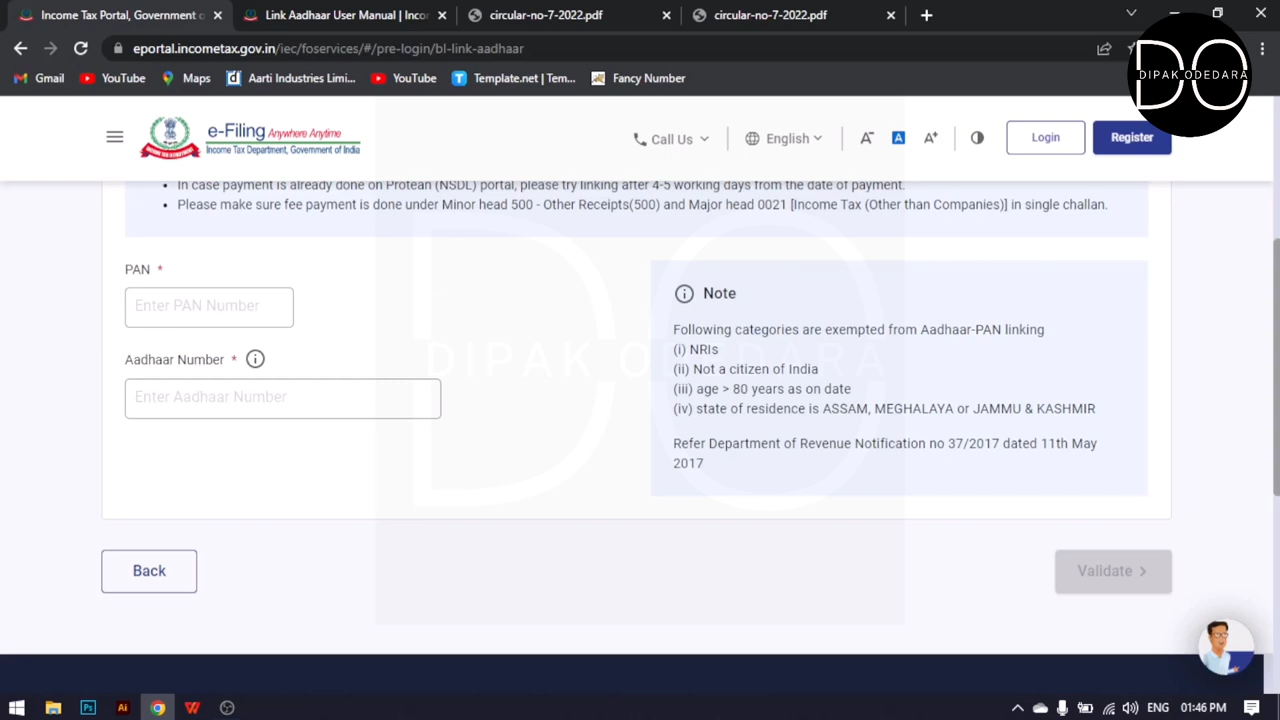 Income Tax Portal, Government o
Link Aadhaar User Manual | Incor
circular-no-7-2022.pdf
circular-no-7-2022.pdf
eportal.incometax.gov.in/iec/foservices/#/pre-login/bl-link-aadhaar
Gmail
YouTube
Maps
Aarti Industries Limi...
YouTube
Template.net | Tem...
Fancy Number
DIPAK ODEDARA
e-Filing Anywhere Anytime
Income Tax Department, Government of India
Call Us
English
A-
A
A+
Login
Register
In case payment is already done on Protean (NSDL) portal, please try linking after 4-5 working days from the date of payment.
Please make sure fee payment is done under Minor head 500 - Other Receipts(500) and Major head 0021 [Income Tax (Other than Companies)] in single challan.
PAN *
Enter PAN Number
Aadhaar Number *
Enter Aadhaar Number
Note
Following categories are exempted from Aadhaar-PAN linking
(i) NRIs
(ii) Not a citizen of India
(iii) age > 80 years as on date
(iv) state of residence is ASSAM, MEGHALAYA or JAMMU & KASHMIR
Refer Department of Revenue Notification no 37/2017 dated 11th May
2017
DIPAK ODEDARA
Back
Validate
Ps
Ai
ENG
01:46 PM